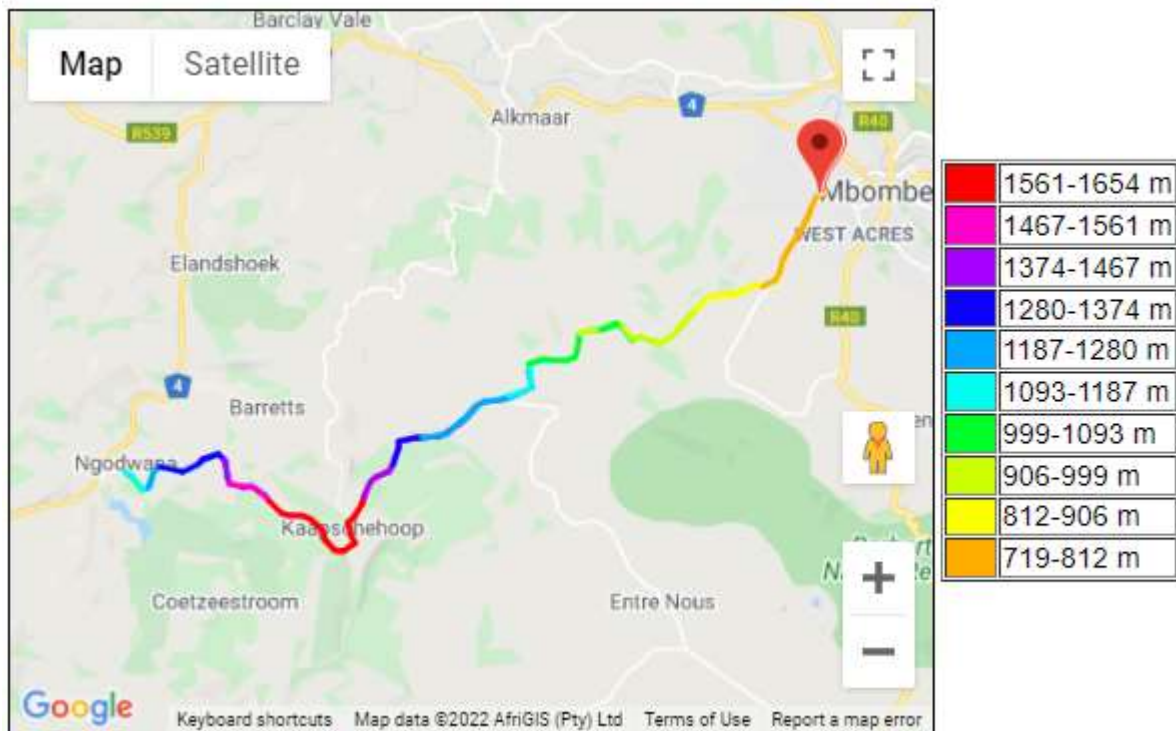 Barclay Vale
Map
Satellite
4
R539
Alkmaar
R40
Mbombe
WEST ACRES
Elandshoek
R40
4
Barretts
Ngodwana
Kaapschehoop
Coetzeestroom
Entre Nous
Google
Keyboard shortcuts
Map data ©2022 AfriGIS (Pty) Ltd
Terms of Use
Report a map error
1561-1654 m
1467-1561 m
1374-1467 m
1280-1374 m
1187-1280 m
1093-1187 m
999-1093 m
906-999 m
812-906 m
719-812 m